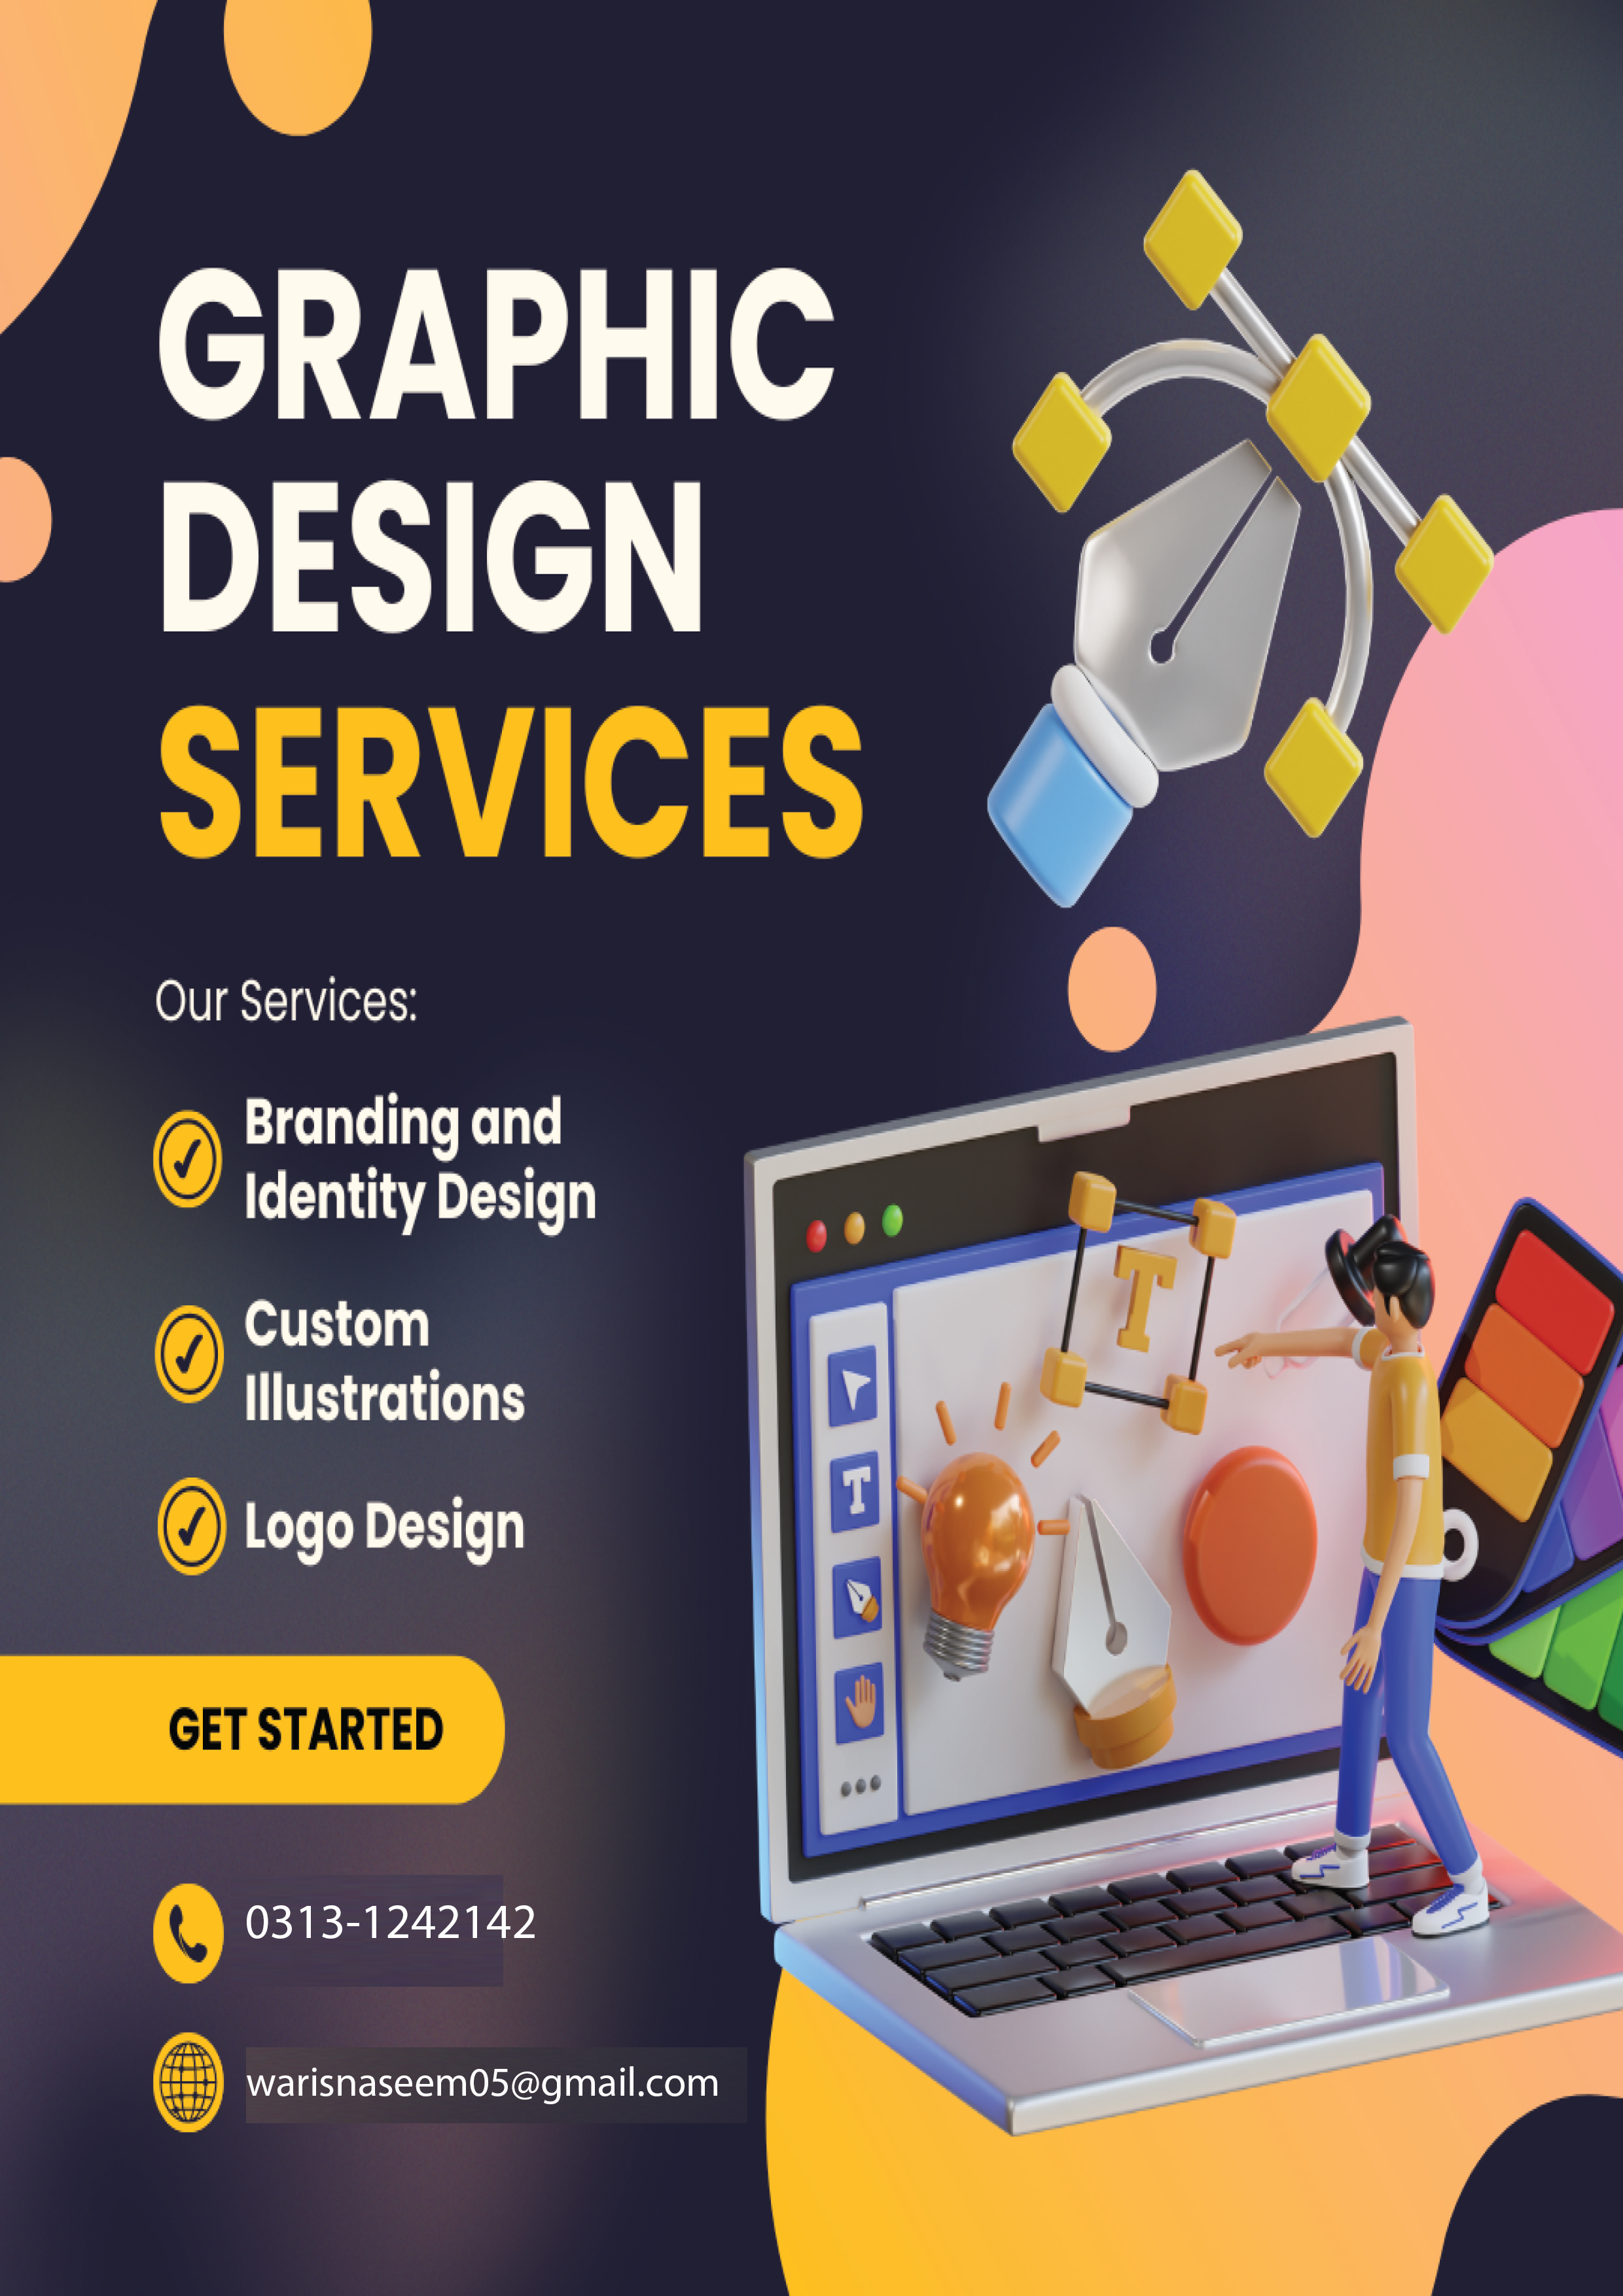 GRAPHIC
DESIGN
SERVICES
Our Services:
Branding and
Identity Design
Custom
Illustrations
Logo Design
GET STARTED
0313-1242142
warisnaseem05@gmail.com
T
T